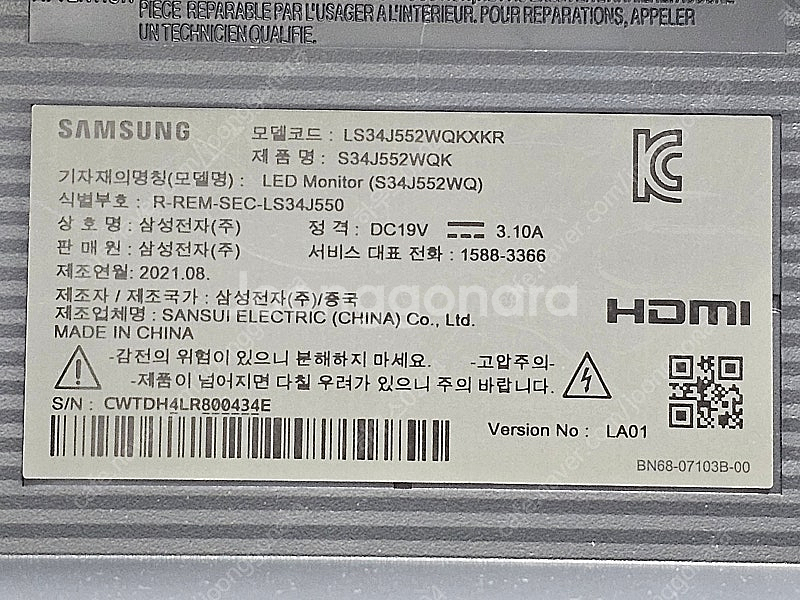 PIÈCE REPARABLE PAR L'USAGER A L'INTERIEUR. POUR REPARATIONS, APPELER
UN TECHNICIEN QUALIFIE.
SAMSUNG
모델코드 : LS34J552WQKXKR
제 품 명 : S34J552WQK
기자재의명칭(모델명) : LED Monitor (S34J552WQ)
식별부호 : R-REM-SEC-LS34J550
상 호 명 : 삼성전자(주) 정 격 : DC19V 3.10A
판 매 원 : 삼성전자(주) 서비스 대표 전화 : 1588-3366
제조연월: 2021.08.
제조자 / 제조국가 : 삼성전자(주)/중국
제조업체명 : SANSUI ELECTRIC (CHINA) Co., Ltd.
MADE IN CHINA
HDMI
-감전의 위험이 있으니 분해하지 마세요. -고압주의-
-제품이 넘어지면 다칠 우려가 있으니 주의 바랍니다.
S/N : CWTDH4LR800434E
Version No : LA01
BN68-07103B-00
joonggonara